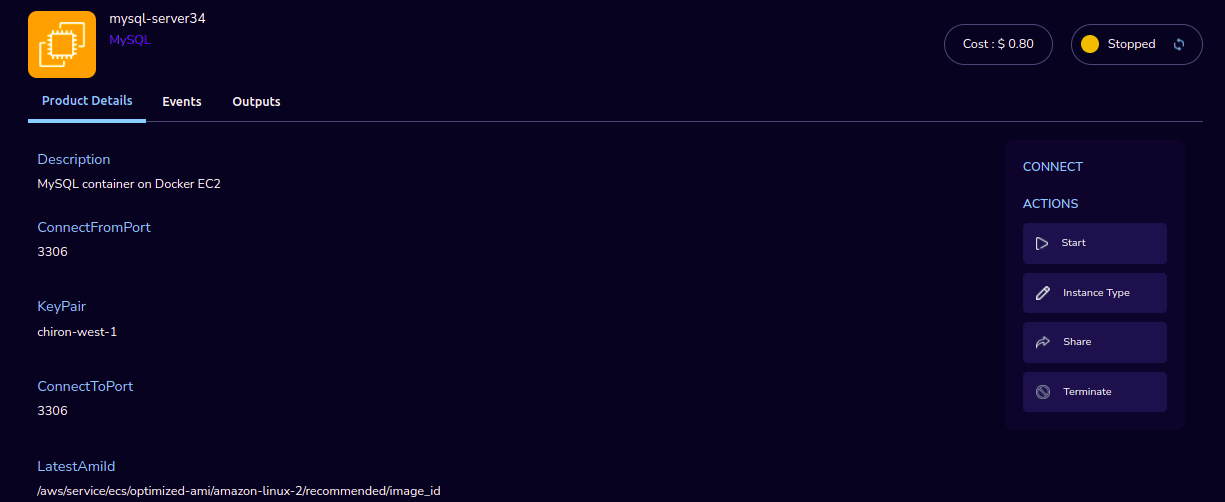 mysql-server34
MySQL
Cost : $ 0.80
Stopped
Product Details
Events
Outputs
Description
MySQL container on Docker EC2
ConnectFromPort
3306
KeyPair
chiron-west-1
ConnectToPort
3306
LatestAmiId
/aws/service/ecs/optimized-ami/amazon-linux-2/recommended/image_id
CONNECT
ACTIONS
Start
Instance Type
Share
Terminate